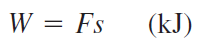 W = Fs (kJ)